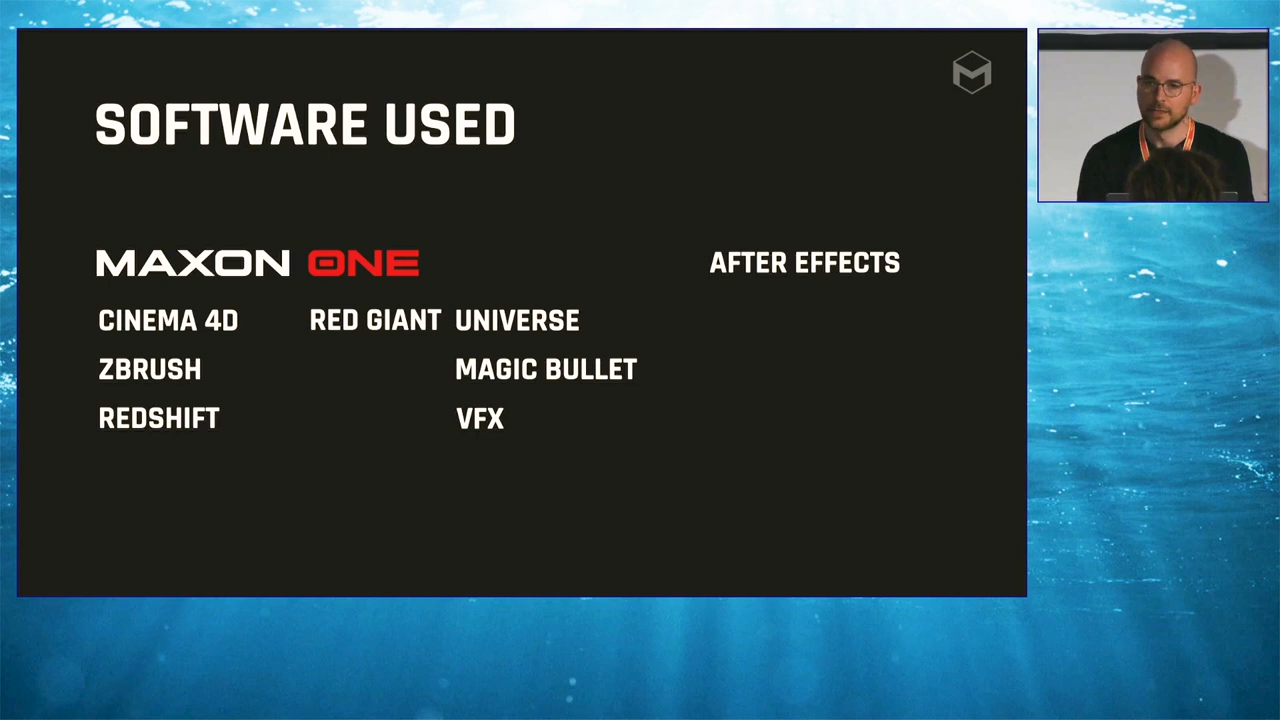 SOFTWARE USED
MAXON ONE
AFTER EFFECTS
CINEMA 4D
RED GIANT
UNIVERSE
ZBRUSH
MAGIC BULLET
REDSHIFT
VFX